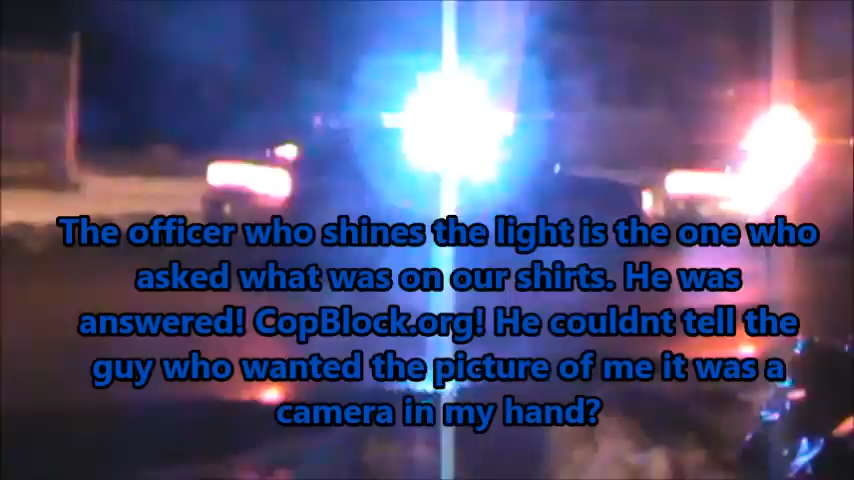 The officer who shines the light is the one who
asked what was on our shirts. He was
answered! CopBlock.org! He couldnt tell the
guy who wanted the picture of me it was a
camera in my hand?